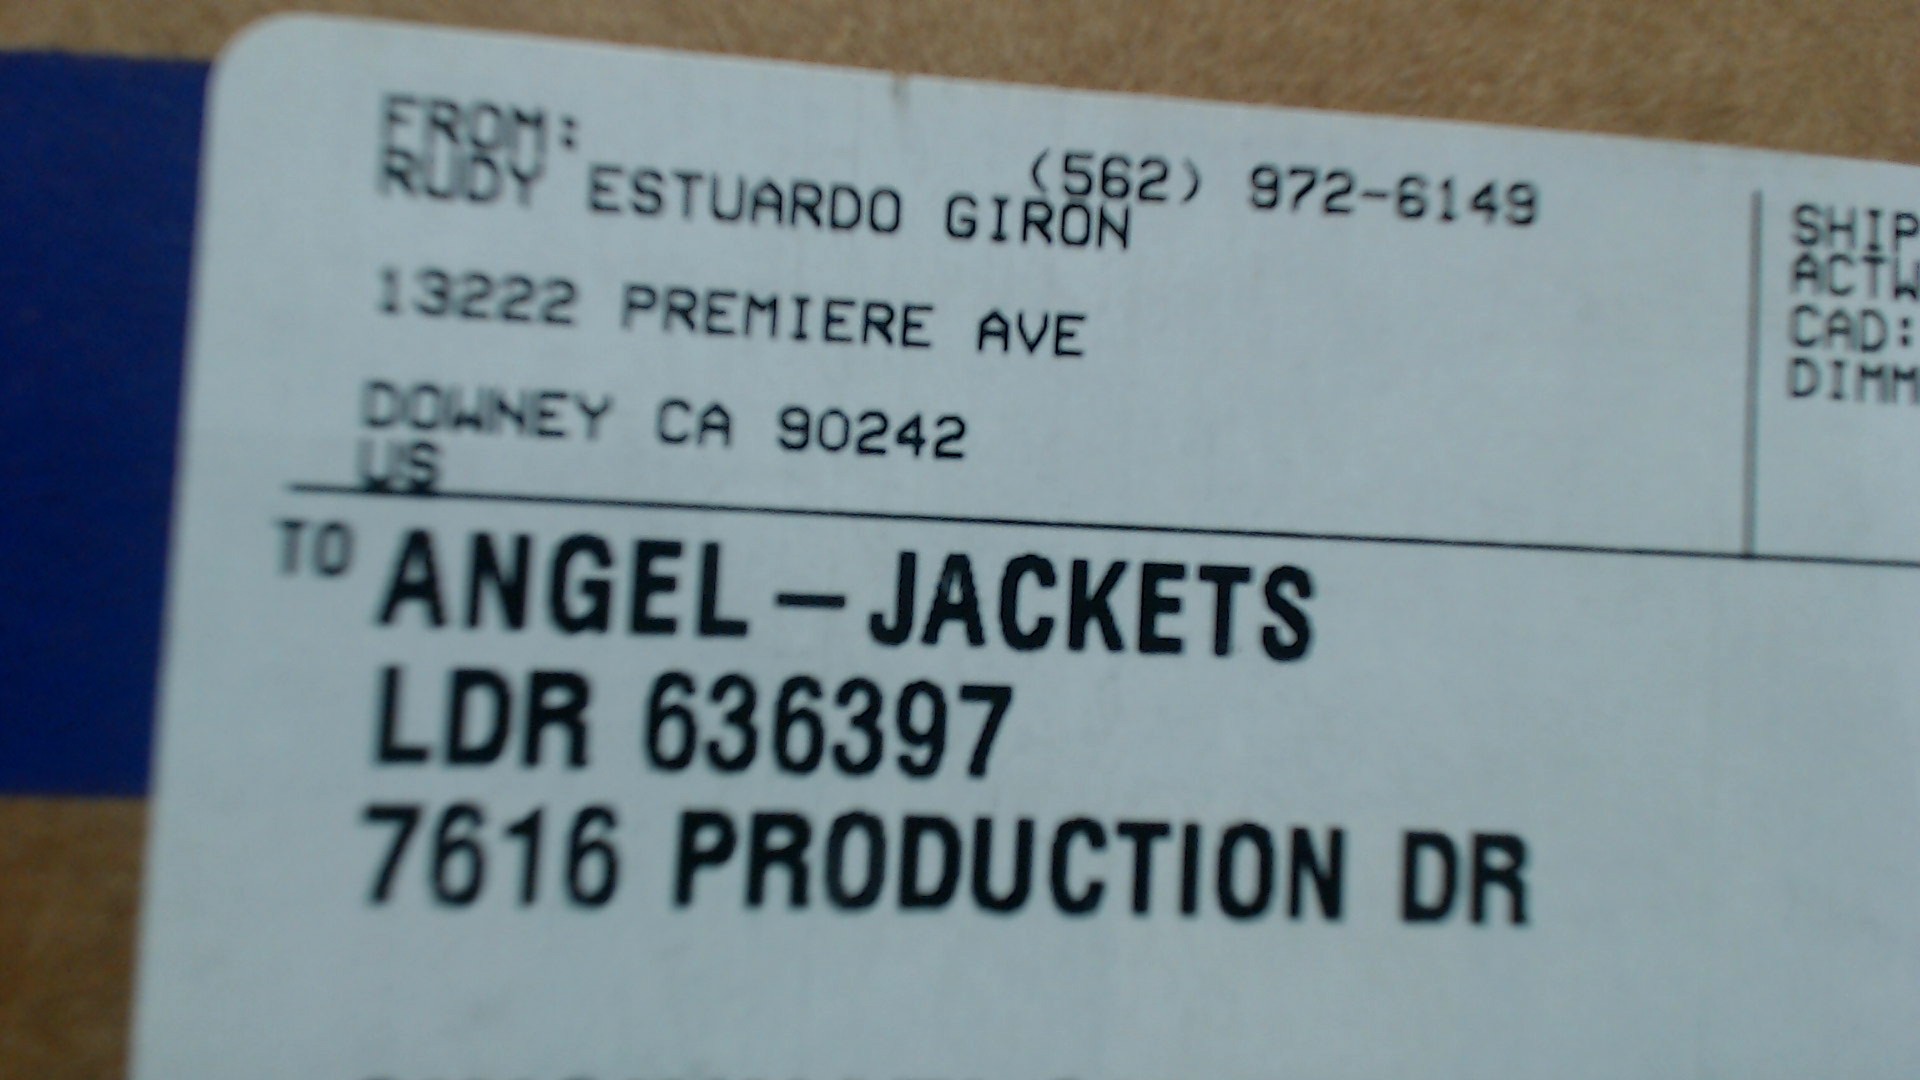 FROM:
(562) 972-6149
RUDY ESTUARDO GIRON
13222 PREMIERE AVE
DOWNEY CA 90242
US
SHIP
ACTW
CAD:
DIMM
TO ANGEL-JACKETS
LDR 636397
7616 PRODUCTION DR